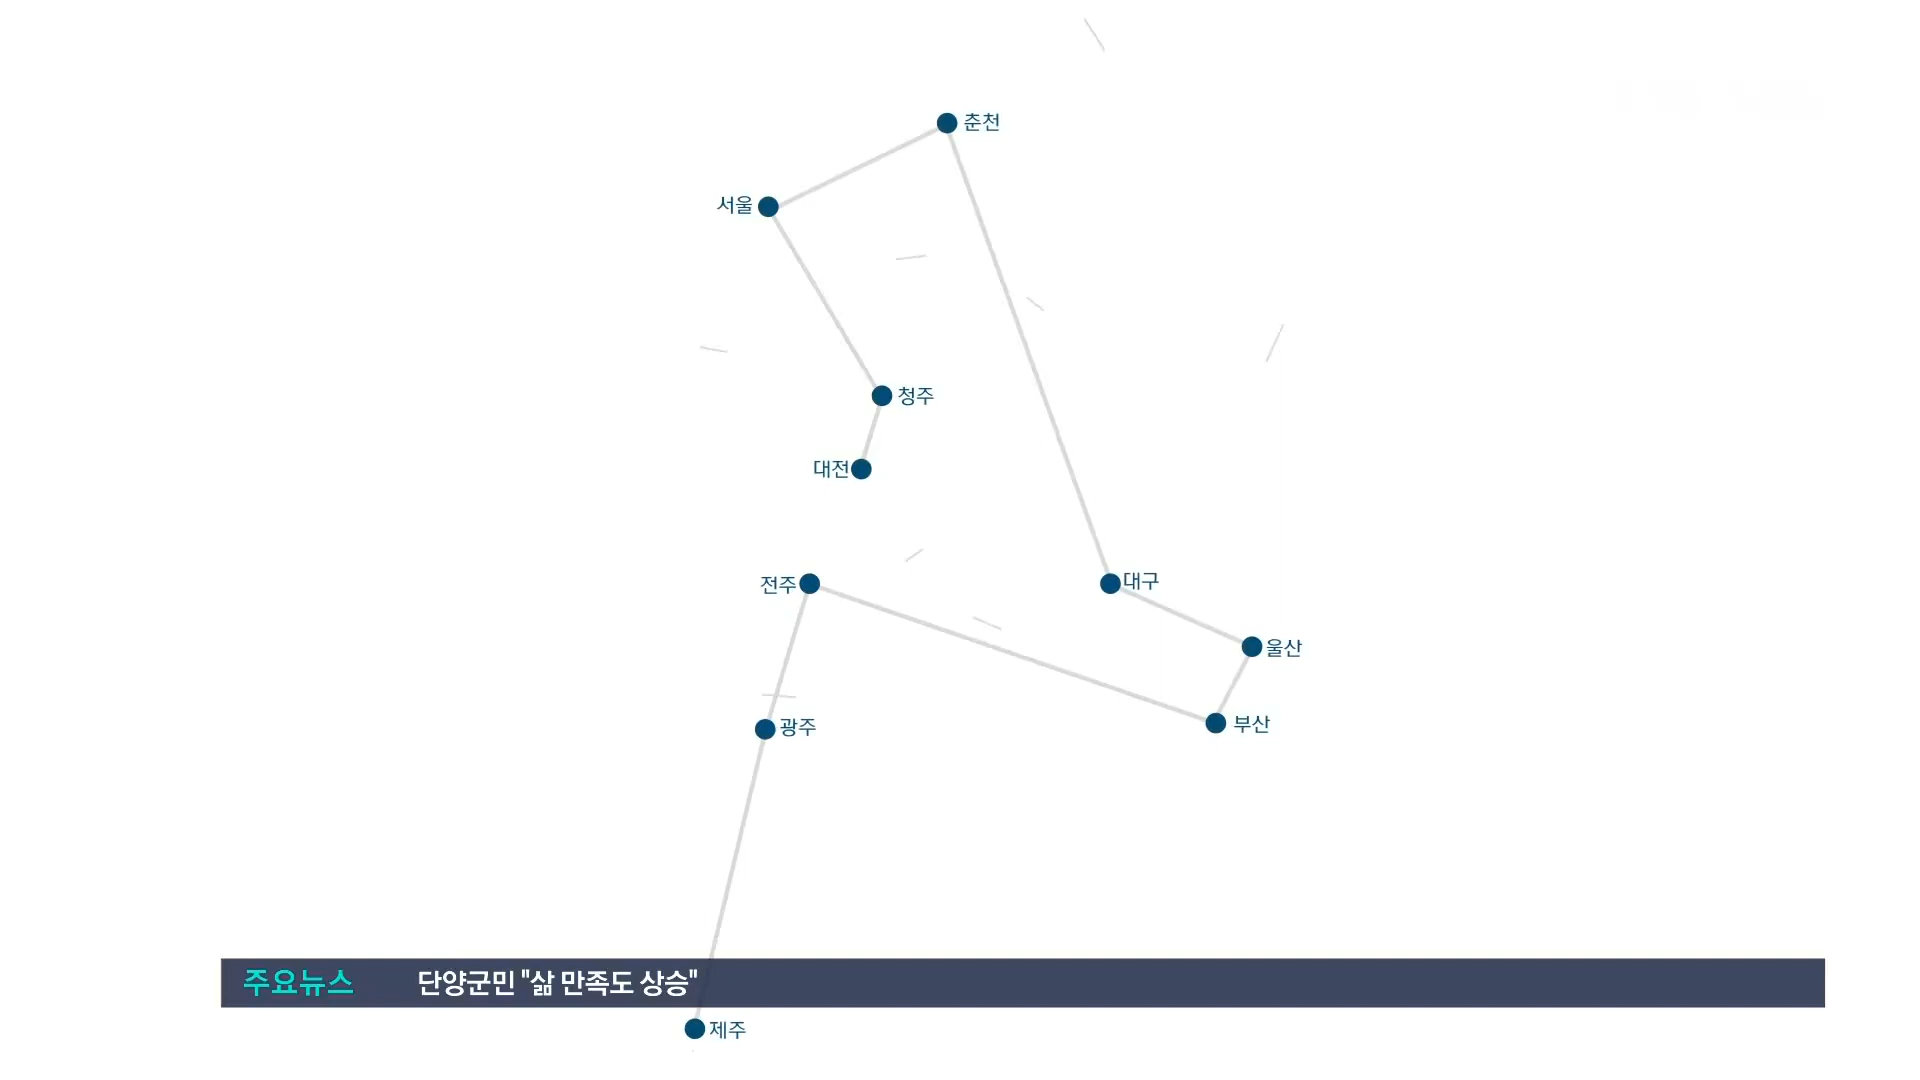 춘천
서울
청주
대전
전주
대구
울산
부산
광주
주요뉴스 단양군민 "삶 만족도 상승"
제주